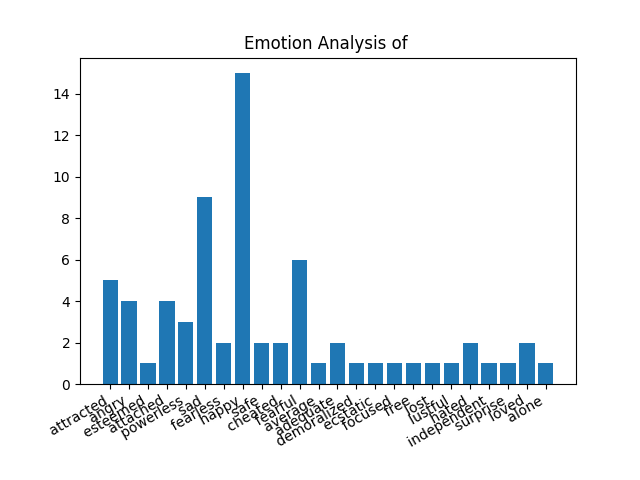 Emotion Analysis of
14
12
10
8
6
4
2
0
attracted
angry
esteemed
attached
powerless
sad
fearless
happy
safe
cheated
fearful
average
adequate
demoralized
ecstatic
focused
free
lost
lustful
hated
independent
surprise
loved
alone